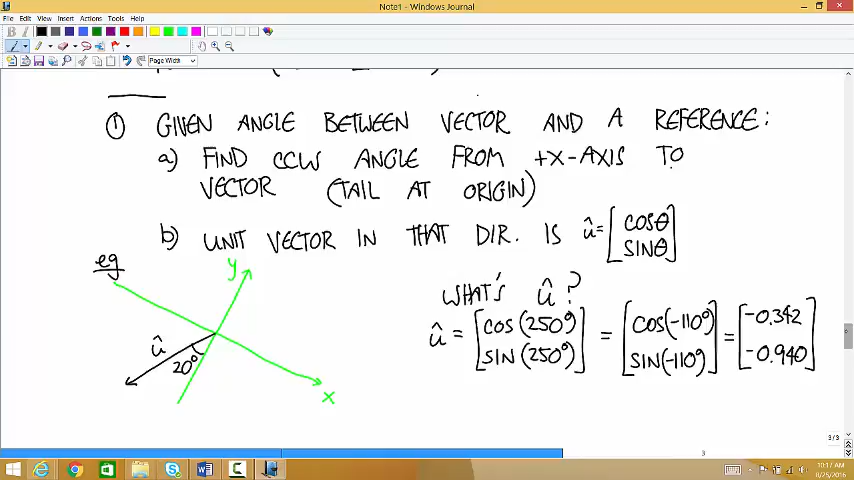 Note1 - Windows Journal
File Edit View Insert Actions Tools Help
Page Width
① GIVEN ANGLE BETWEEN VECTOR AND A REFERENCE:
a) FIND CCW ANGLE FROM +X-AXIS TO
VECTOR (TAIL AT ORIGIN)
b) UNIT VECTOR IN THAT DIR. IS û = [COSθ
SINθ]
eg
y
WHAT'S û?
û = [COS(250°)
SIN(250°)] = [COS(-110°)
SIN(-110°)] = [-0.342
-0.940]
û
20°
x
3/3
3
10:17 AM
8/25/2016